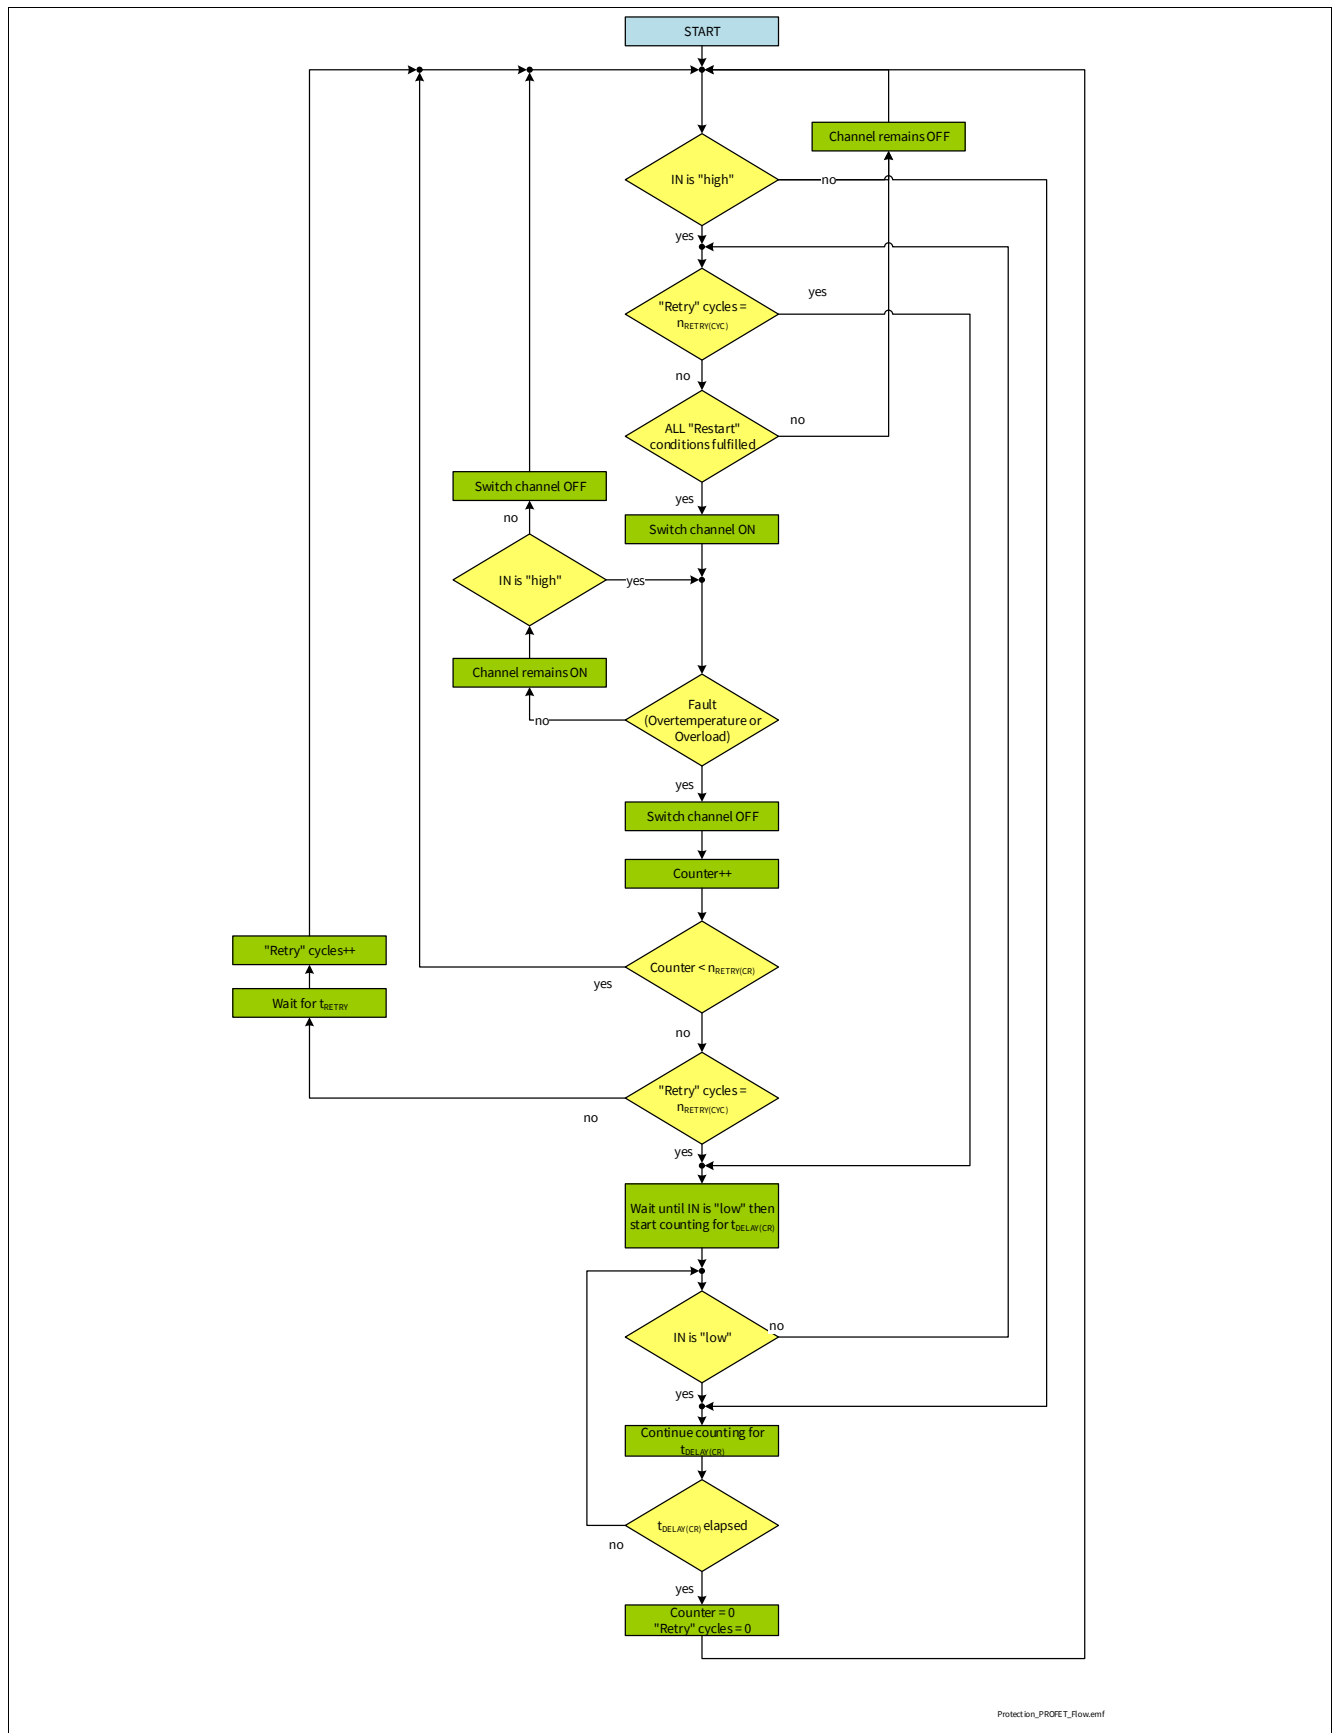 START
Channel remains OFF
IN is "high"
no
yes
"Retry" cycles =
nRETRY(CYC)
yes
no
ALL "Restart"
conditions fulfilled
no
yes
Switch channel OFF
no
Switch channel ON
IN is "high"
yes
Channel remains ON
Fault
(Overtemperature or
Overload)
no
yes
Switch channel OFF
Counter++
"Retry" cycles++
Counter < nRETRY(CR)
yes
Wait for tRETRY
no
"Retry" cycles =
nRETRY(CYC)
no
yes
Wait until IN is "low" then
start counting for tDELAY(CR)
IN is "low"
no
yes
Continue counting for
tDELAY(CR)
tDELAY(CR) elapsed
no
yes
Counter = 0
"Retry" cycles = 0
Protection_PROFET_Flow.emf